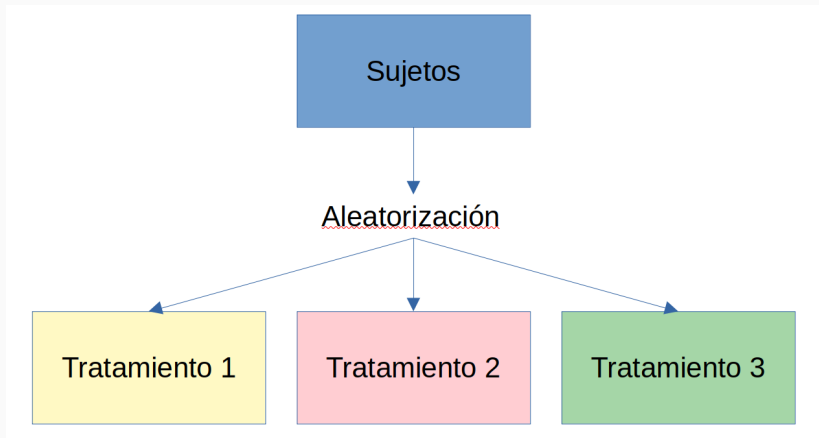 Sujetos
Aleatorización
Tratamiento 1
Tratamiento 2
Tratamiento 3